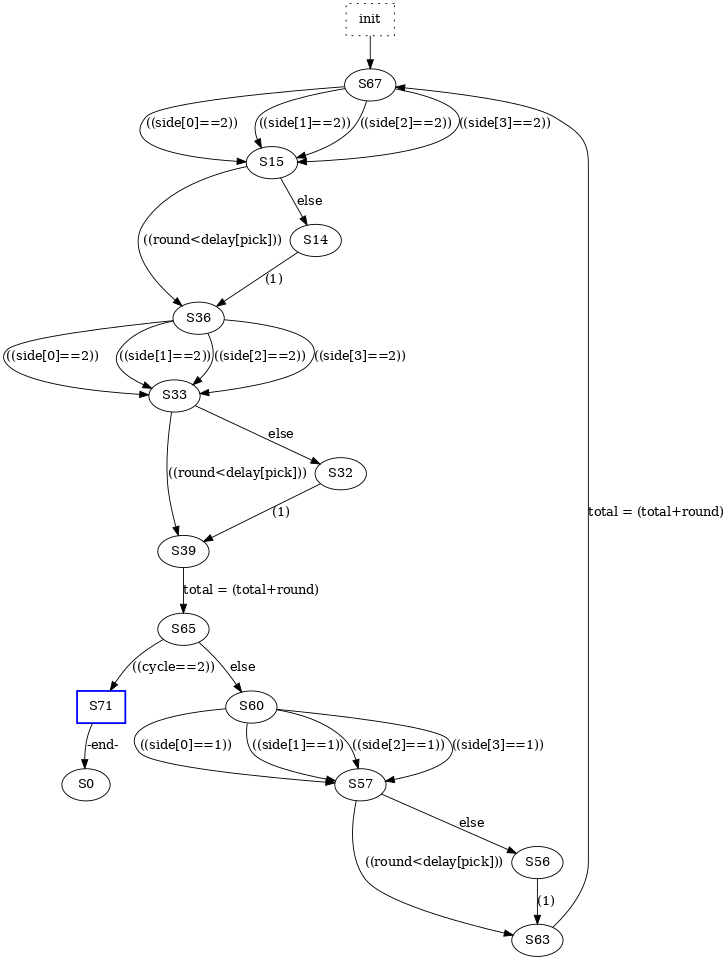 init
S67
((side[0]==2))
((side[1]==2))
((side[2]==2))
((side[3]==2))
S15
else
((round<delay[pick]))
S14
(1)
S36
((side[0]==2))
((side[1]==2))
((side[2]==2))
((side[3]==2))
S33
else
((round<delay[pick]))
S32
(1)
total = (total+round)
S39
total = (total+round)
S65
((cycle==2))
else
S71
S60
-end-
((side[0]==1))
((side[1]==1))
((side[2]==1))
((side[3]==1))
S0
S57
else
((round<delay[pick]))
S56
(1)
S63